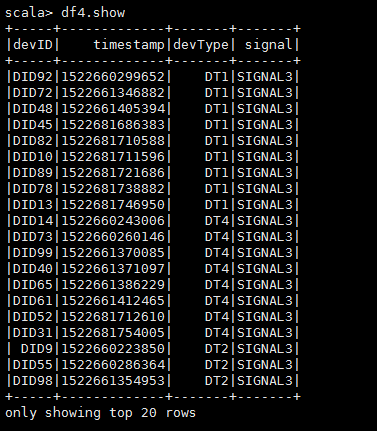 scala> df4.show
+-----+-------------+-------+-------+
|devID|    timestamp|devType| signal|
+-----+-------------+-------+-------+
|DID92|1522660299652|    DT1|SIGNAL3|
|DID72|1522661346882|    DT1|SIGNAL3|
|DID48|1522661405394|    DT1|SIGNAL3|
|DID45|1522681686383|    DT1|SIGNAL3|
|DID82|1522681710588|    DT1|SIGNAL3|
|DID10|1522681711596|    DT1|SIGNAL3|
|DID89|1522681721686|    DT1|SIGNAL3|
|DID78|1522681738882|    DT1|SIGNAL3|
|DID13|1522681746950|    DT1|SIGNAL3|
|DID14|1522660243006|    DT4|SIGNAL3|
|DID73|1522660260146|    DT4|SIGNAL3|
|DID99|1522661370085|    DT4|SIGNAL3|
|DID40|1522661371097|    DT4|SIGNAL3|
|DID65|1522661386229|    DT4|SIGNAL3|
|DID61|1522661412465|    DT4|SIGNAL3|
|DID52|1522681712610|    DT4|SIGNAL3|
|DID31|1522681754005|    DT4|SIGNAL3|
| DID9|1522660223850|    DT2|SIGNAL3|
|DID55|1522660286364|    DT2|SIGNAL3|
|DID98|1522661354953|    DT2|SIGNAL3|
+-----+-------------+-------+-------+
only showing top 20 rows